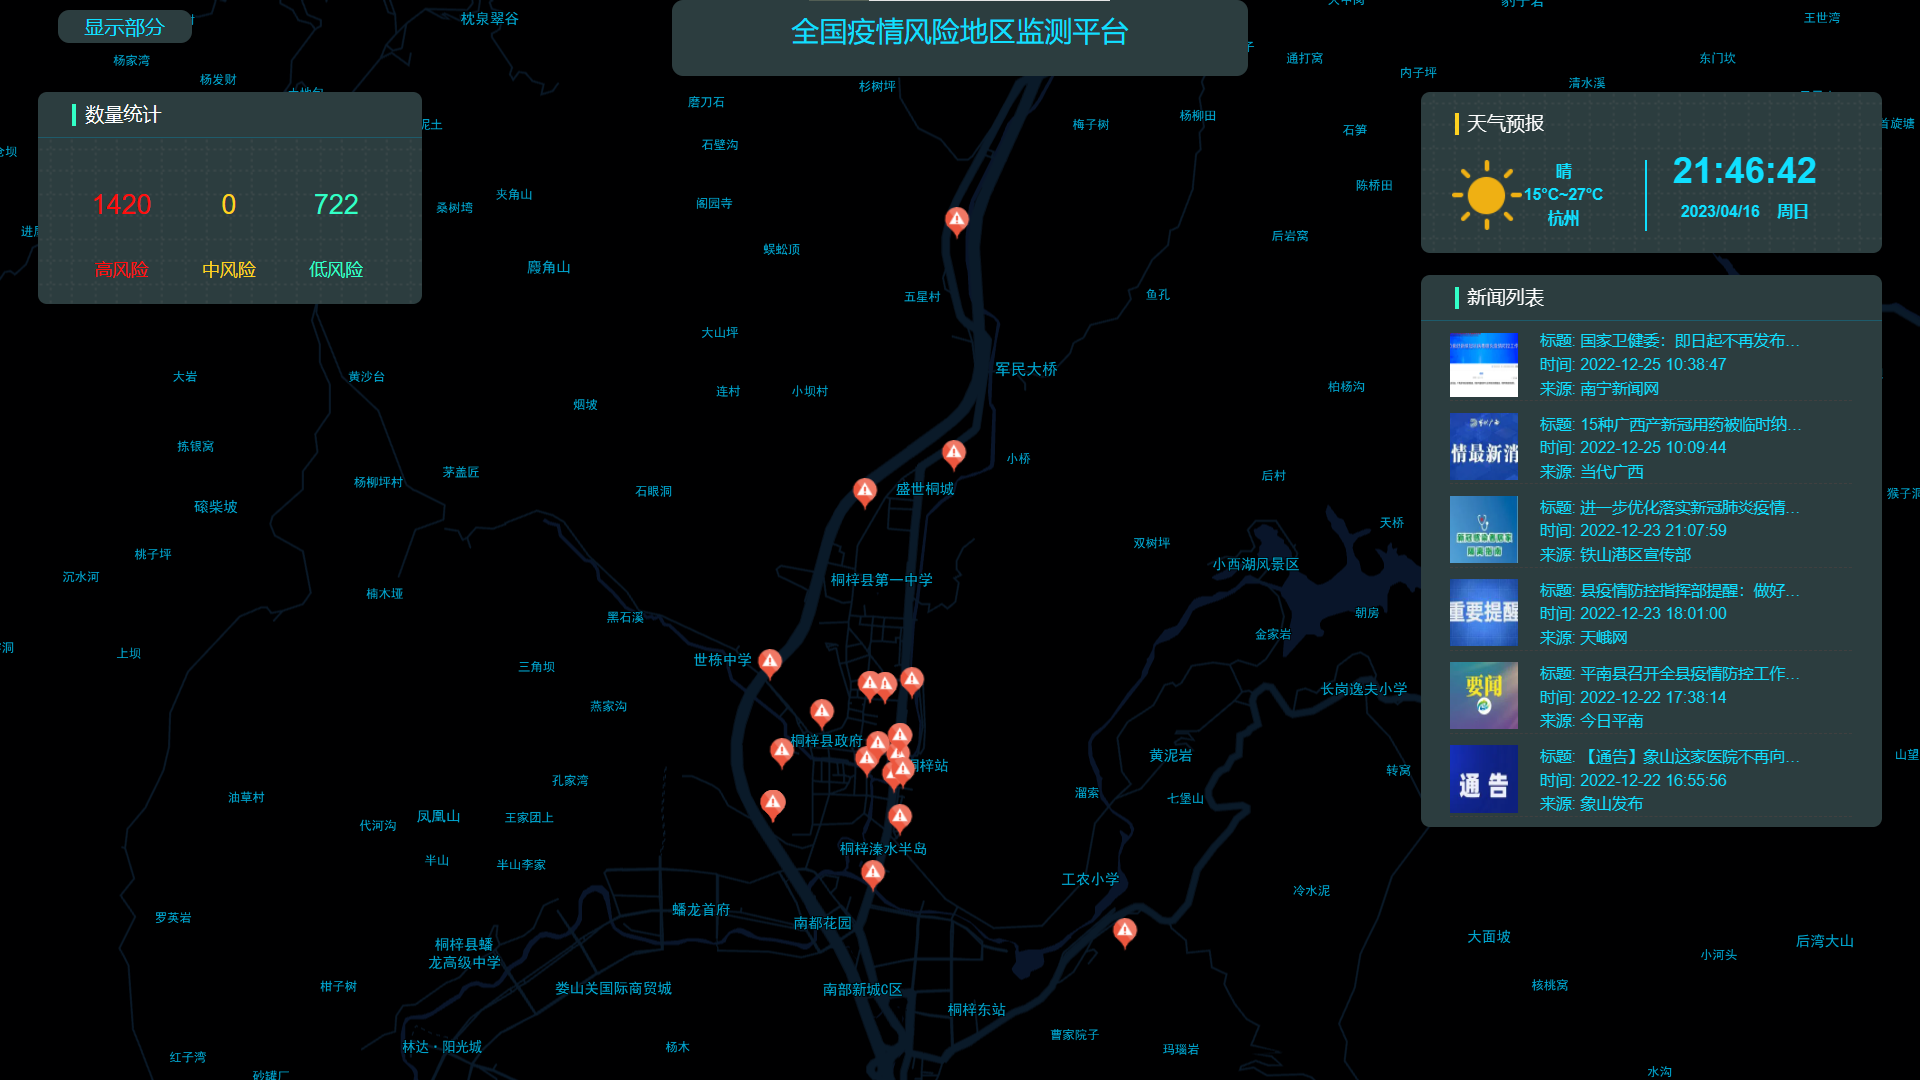 显示部分
全国疫情风险地区监测平台
数量统计
1420
0
722
高风险
中风险
低风险
天气预报
晴
15°C~27°C
杭州
21:46:42
2023/04/16 周日
新闻列表
标题: 国家卫健委：即日起不再发布...
时间: 2022-12-25 10:38:47
来源: 南宁新闻网
情最新消
标题: 15种广西产新冠用药被临时纳...
时间: 2022-12-25 10:09:44
来源: 当代广西
标题: 进一步优化落实新冠肺炎疫情...
时间: 2022-12-23 21:07:59
来源: 铁山港区宣传部
重要提醒
标题: 县疫情防控指挥部提醒：做好...
时间: 2022-12-23 18:01:00
来源: 天峨网
要闻
标题: 平南县召开全县疫情防控工作...
时间: 2022-12-22 17:38:14
来源: 今日平南
通告
标题: 【通告】象山这家医院不再向...
时间: 2022-12-22 16:55:56
来源: 象山发布
枕泉翠谷
王世湾
杨家湾
杨发财
通打窝
内子坪
清水溪
东门坎
杉树坪
磨刀石
石壁沟
梅子树
杨柳田
石笋
陈桥田
首旋塘
夹角山
桑树塆
阁园寺
蜈蚣顶
后岩窝
廕角山
五星村
鱼孔
大山坪
军民大桥
大岩
黄沙台
连村
小坝村
柏杨沟
烟坡
拣银窝
杨柳坪村
茅盖匠
石眼洞
小桥
后村
盛世桐城
磙柴坡
天桥
猴子洞
桃子坪
双树坪
小西湖风景区
沉水河
桐梓县第一中学
楠木垭
黑石溪
朝房
金家岩
上坝
三角坝
世栋中学
长岗逸夫小学
燕家沟
桐梓县政府
桐梓站
黄泥岩
转窝
山望
孔家湾
油草村
溜索
七堡山
代河沟
凤凰山
王家团上
半山
半山李家
桐梓溱水半岛
工农小学
冷水泥
罗英岩
蟠龙首府
南都花园
桐梓县蟠
龙高级中学
大面坡
小河头
后湾大山
柑子树
娄山关国际商贸城
南部新城C区
桐梓东站
核桃窝
红子湾
林达·阳光城
杨木
曹家院子
玛瑙岩
砂罐厂
水沟